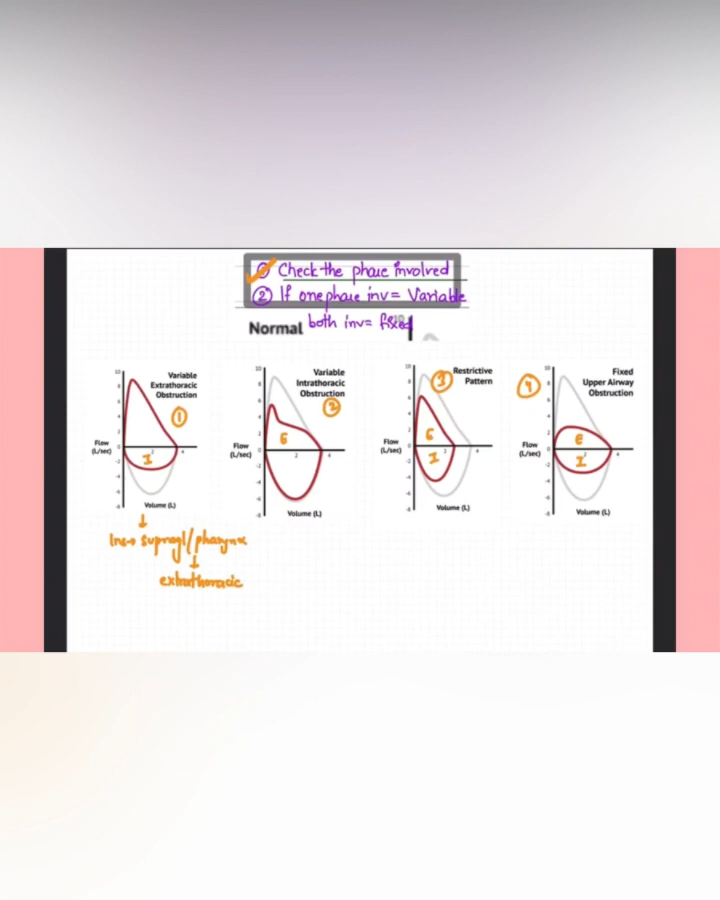 ① Check the phase involved
② If one phase inv = Variable
both inv = fixed
Normal
Variable
Extrathoracic
Obstruction
①
Flow
(L/sec)
I
Volume (L)
Variable
Intrathoracic
Obstruction
②
Flow
(L/sec)
E
Volume (L)
Restrictive
Pattern
③
Flow
(L/sec)
E
I
Volume (L)
Fixed
Upper Airway
Obstruction
④
Flow
(L/sec)
E
I
Volume (L)
Ins→ supragl/pharynx
extrathoracic